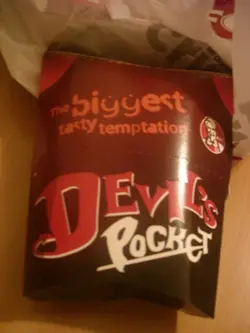 The biggest
tasty temptation
DEVIL'S
POCKET